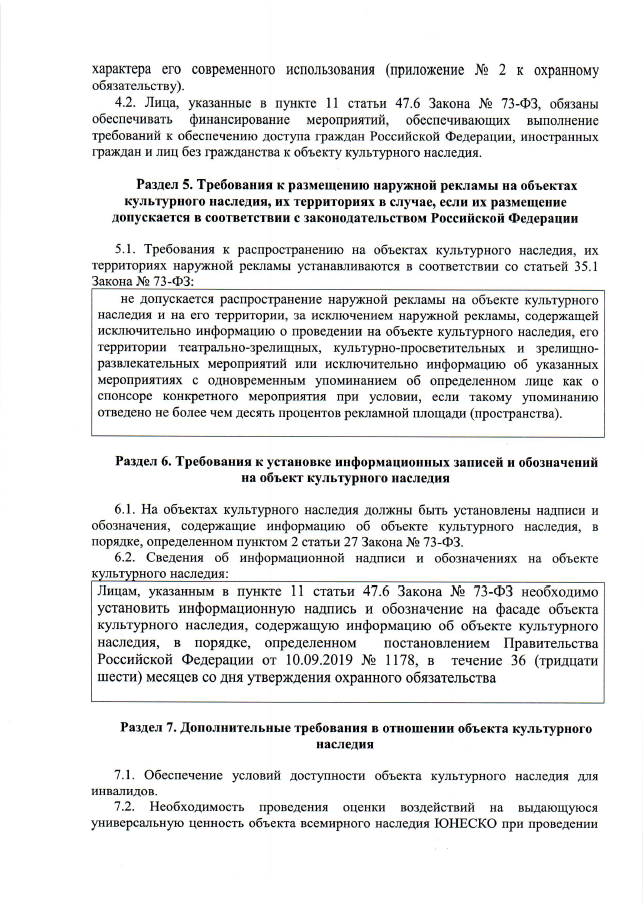 характера его современного использования (приложение № 2 к охранному
обязательству).
4.2. Лица, указанные в пункте 11 статьи 47.6 Закона № 73-ФЗ, обязаны
обеспечивать финансирование мероприятий, обеспечивающих выполнение
требований к обеспечению доступа граждан Российской Федерации, иностранных
граждан и лиц без гражданства к объекту культурного наследия.
Раздел 5. Требования к размещению наружной рекламы на объектах
культурного наследия, их территориях в случае, если их размещение
допускается в соответствии с законодательством Российской Федерации
5.1. Требования к распространению на объектах культурного наследия, их
территориях наружной рекламы устанавливаются в соответствии со статьей 35.1
Закона № 73-ФЗ:
не допускается распространение наружной рекламы на объекте культурного
наследия и на его территории, за исключением наружной рекламы, содержащей
исключительно информацию о проведении на объекте культурного наследия, его
территории театрально-зрелищных, культурно-просветительных и зрелищно-
развлекательных мероприятий или исключительно информацию об указанных
мероприятиях с одновременным упоминанием об определенном лице как о
спонсоре конкретного мероприятия при условии, если такому упоминанию
отведено не более чем десять процентов рекламной площади (пространства).
Раздел 6. Требования к установке информационных записей и обозначений
на объект культурного наследия
6.1. На объектах культурного наследия должны быть установлены надписи и
обозначения, содержащие информацию об объекте культурного наследия, в
порядке, определенном пунктом 2 статьи 27 Закона № 73-ФЗ.
6.2. Сведения об информационной надписи и обозначениях на объекте
культурного наследия:
Лицам, указанным в пункте 11 статьи 47.6 Закона № 73-ФЗ необходимо
установить информационную надпись и обозначение на фасаде объекта
культурного наследия, содержащую информацию об объекте культурного
наследия, в порядке, определенном постановлением Правительства
Российской Федерации от 10.09.2019 № 1178, в течение 36 (тридцати
шести) месяцев со дня утверждения охранного обязательства
Раздел 7. Дополнительные требования в отношении объекта культурного
наследия
7.1. Обеспечение условий доступности объекта культурного наследия для
инвалидов.
7.2. Необходимость проведения оценки воздействий на выдающуюся
универсальную ценность объекта всемирного наследия ЮНЕСКО при проведении